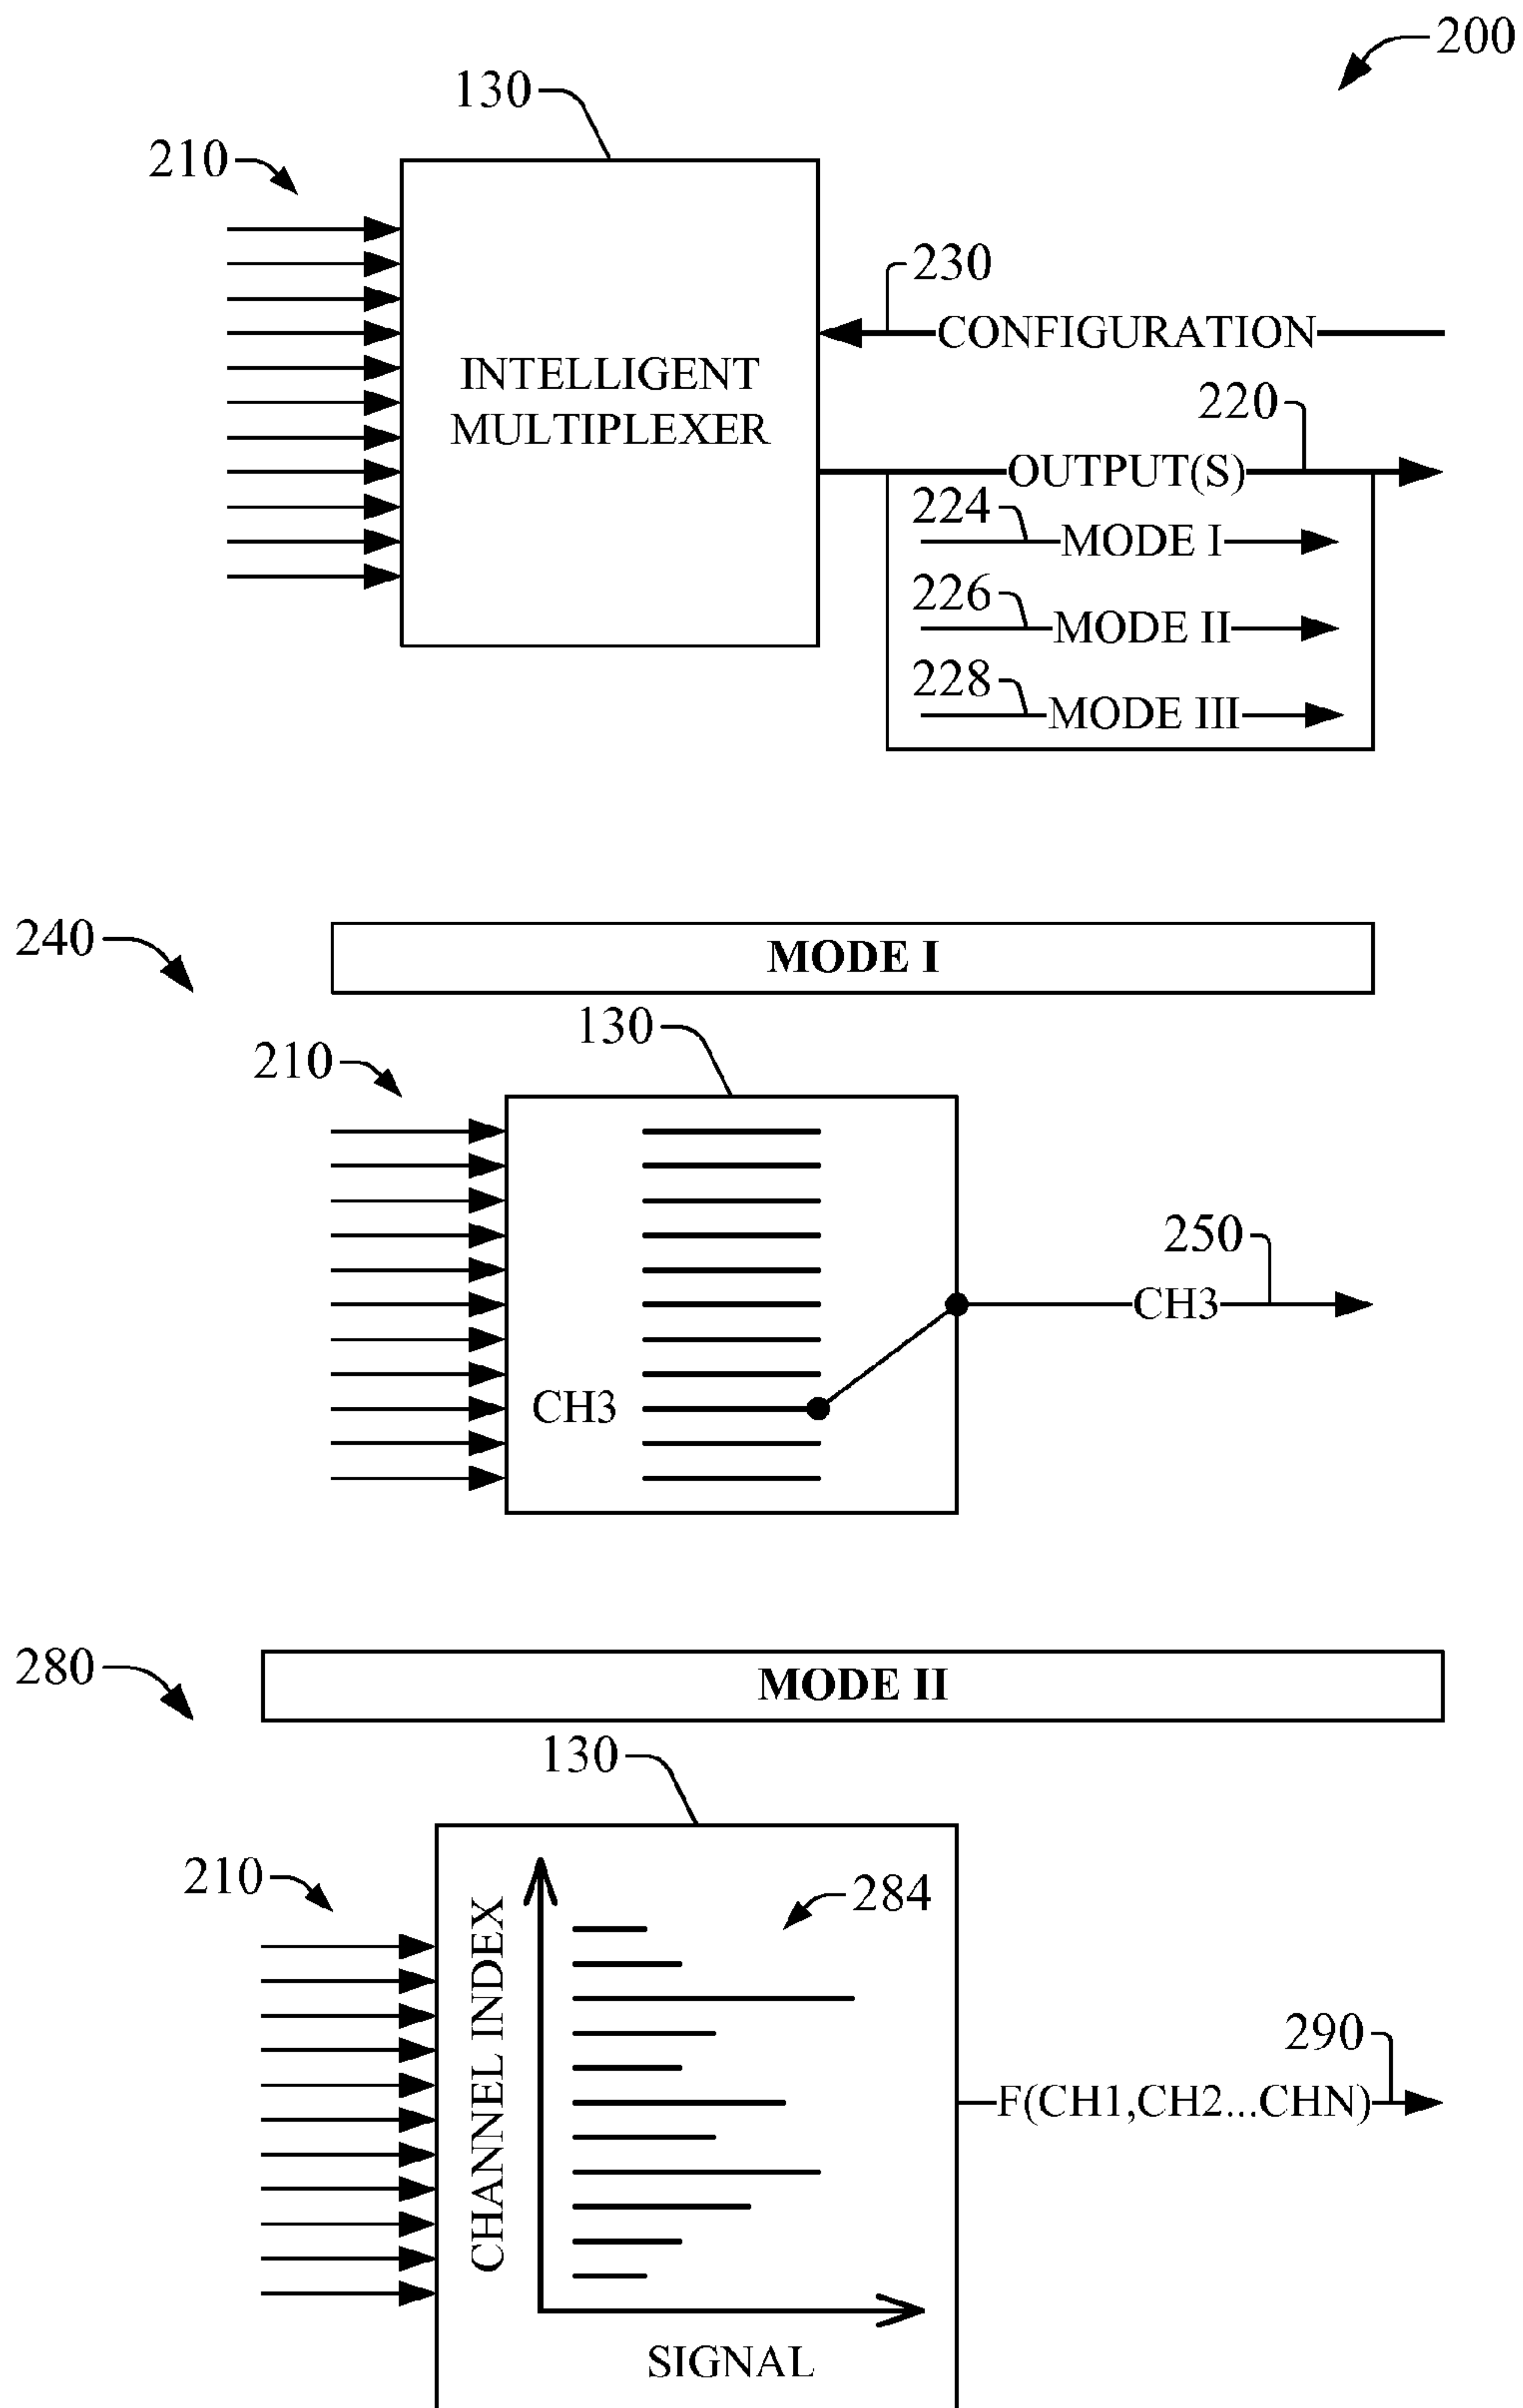 200
130
210
230
CONFIGURATION
INTELLIGENT
MULTIPLEXER
220
OUTPUT(S)
224
MODE I
226
MODE II
228
MODE III
240
MODE I
130
210
250
CH3
CH3
280
MODE II
130
210
284
CHANNEL INDEX
290
F(CH1,CH2...CHN)
SIGNAL